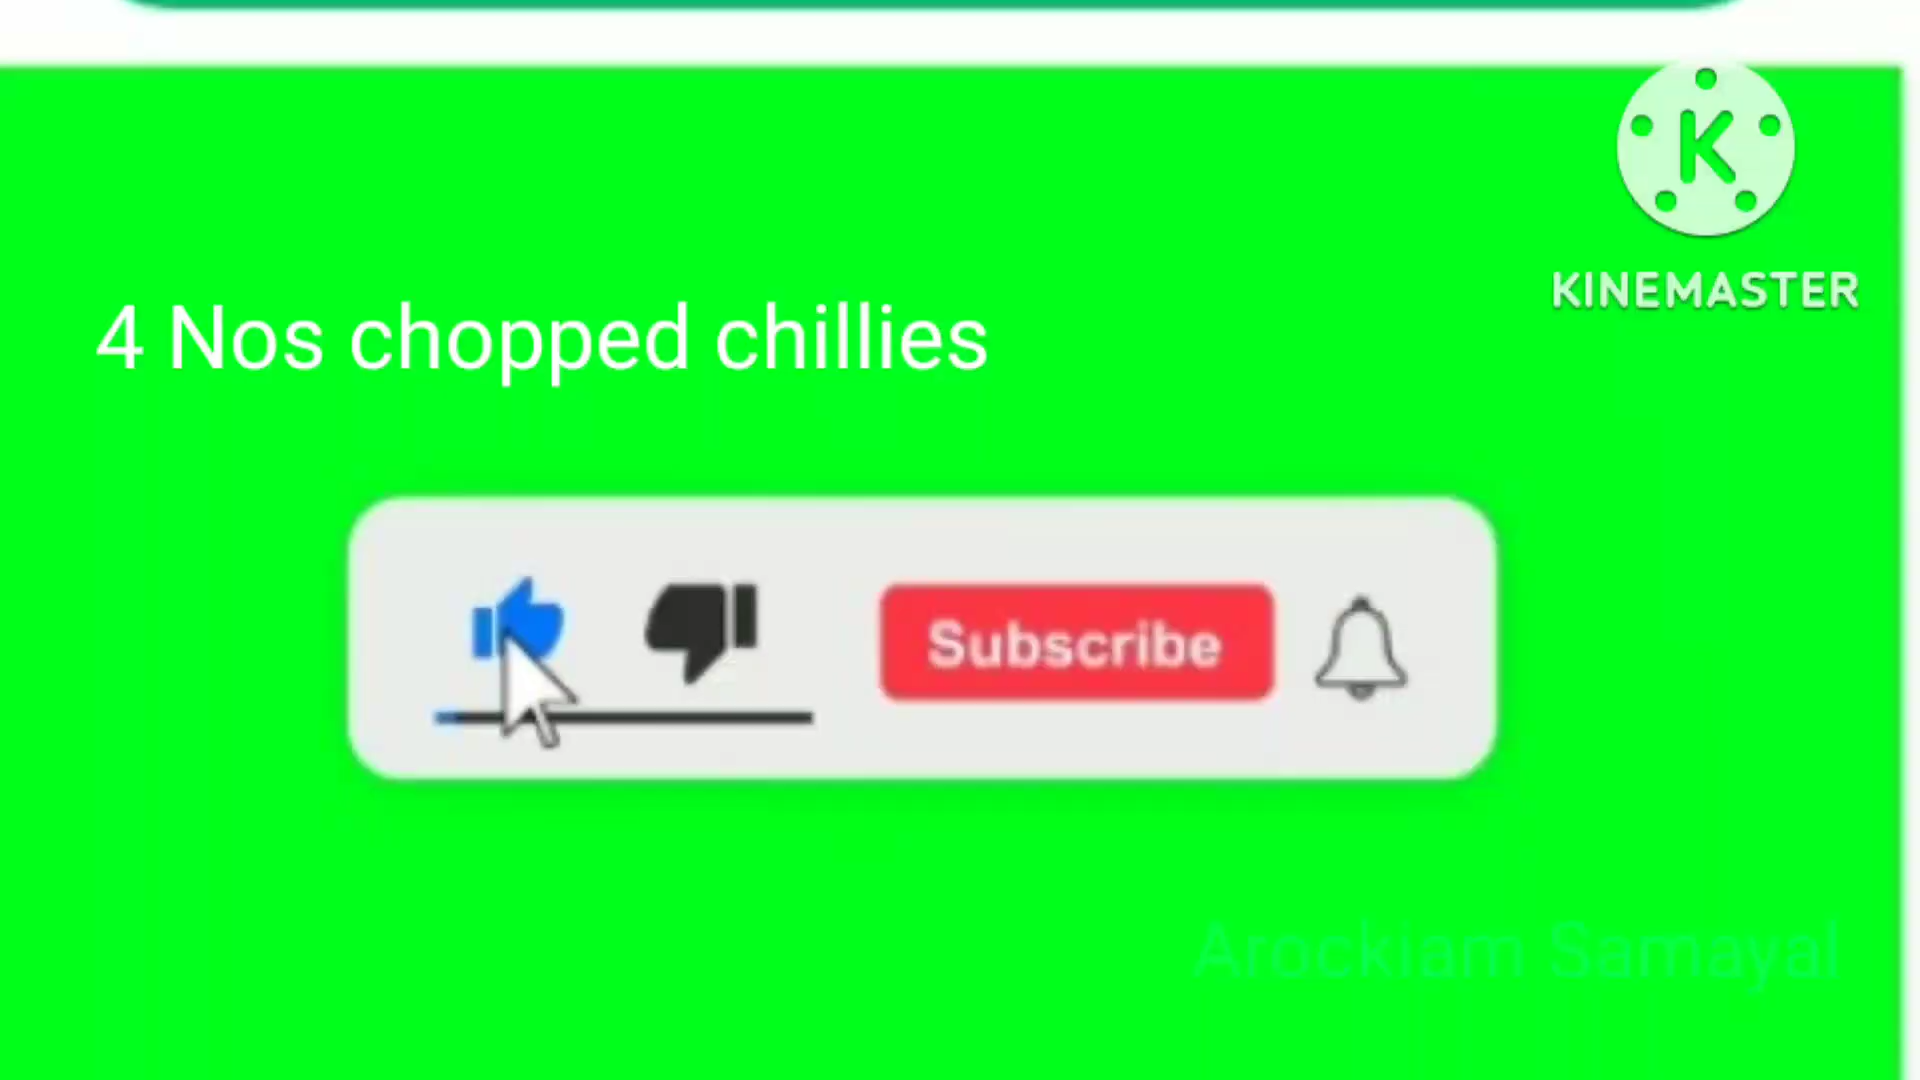 K
KINEMASTER
4 Nos chopped chillies
Subscribe
Arockiam Samayal